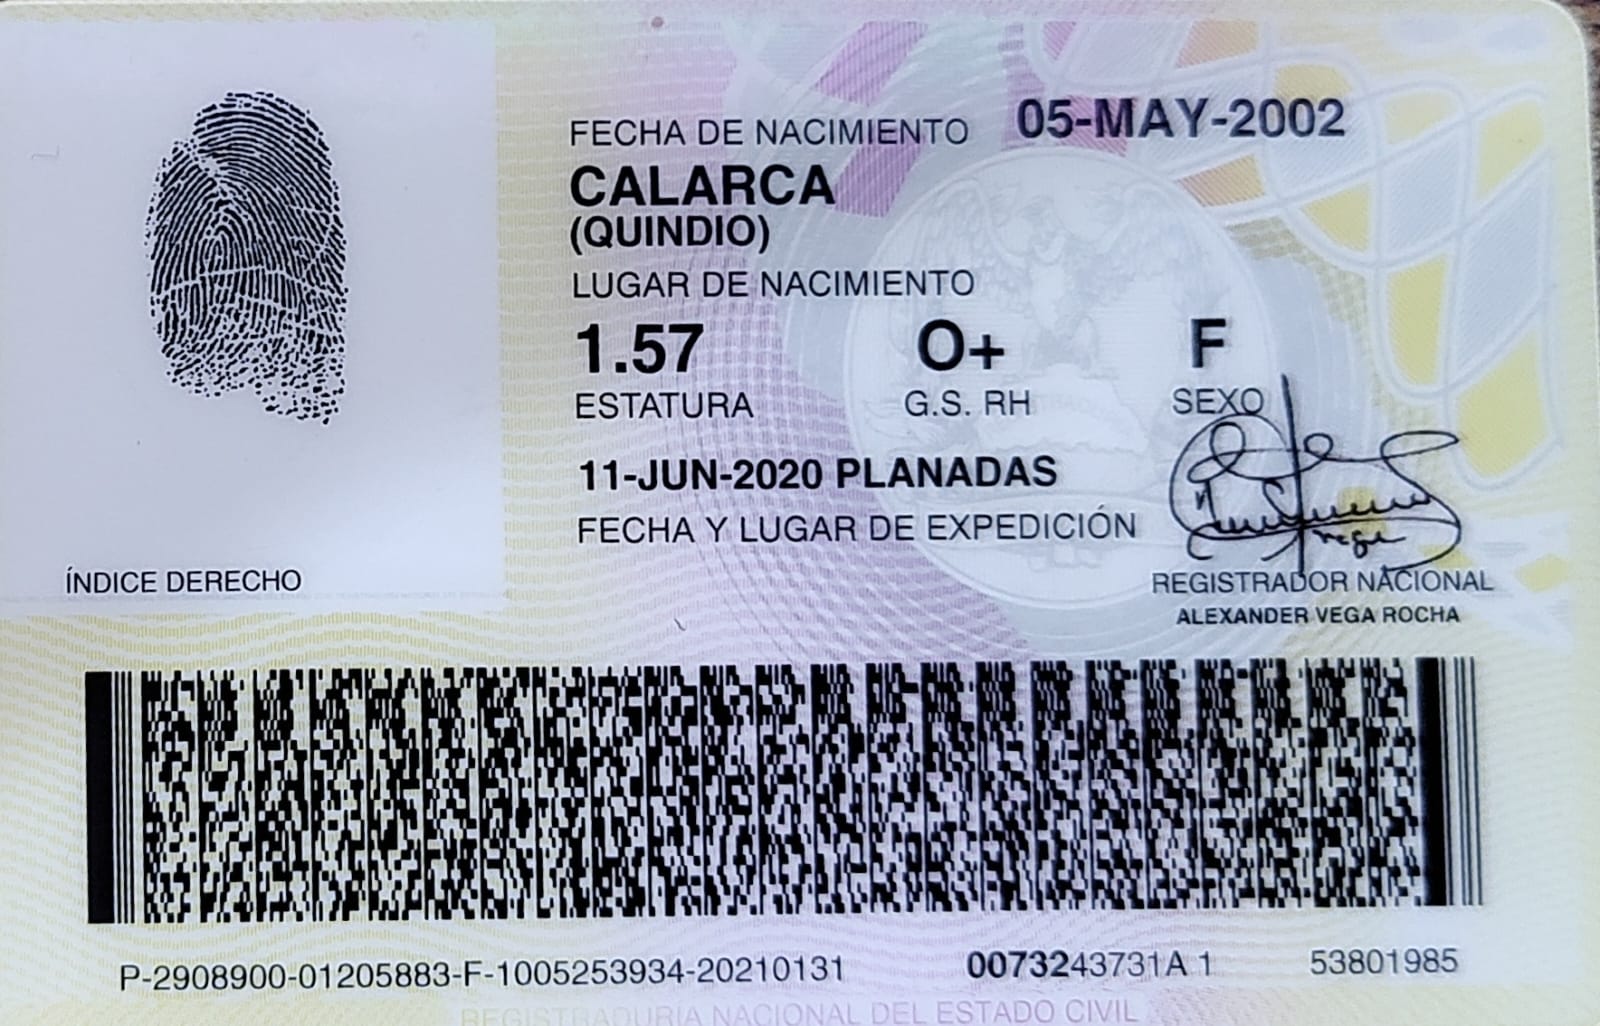 FECHA DE NACIMIENTO 05-MAY-2002
CALARCA
(QUINDIO)
LUGAR DE NACIMIENTO
1.57 O+ F
ESTATURA G.S. RH SEXO
11-JUN-2020 PLANADAS
FECHA Y LUGAR DE EXPEDICIÓN
ÍNDICE DERECHO
REGISTRADOR NACIONAL
ALEXANDER VEGA ROCHA
P-2908900-01205883-F-1005253934-20210131 0073243731A 1 53801985
REGISTRADURIA NACIONAL DEL ESTADO CIVIL